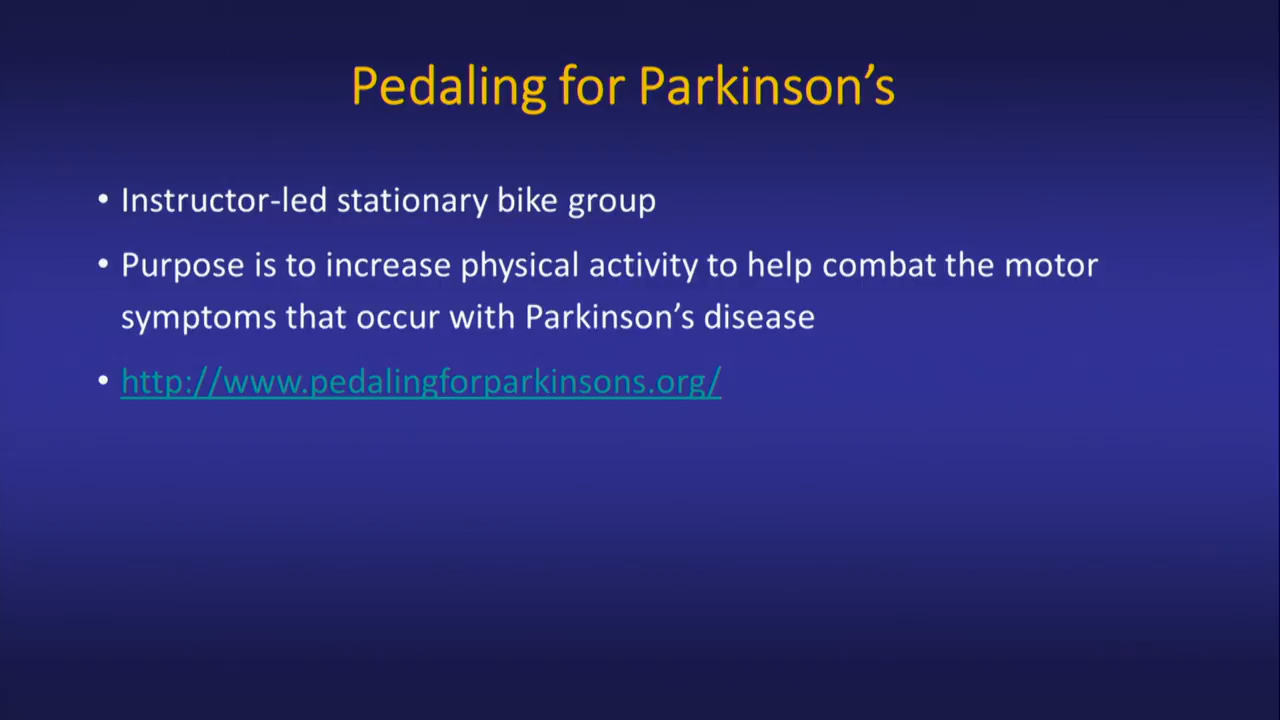 Pedaling for Parkinson’s
• Instructor-led stationary bike group
• Purpose is to increase physical activity to help combat the motor
symptoms that occur with Parkinson’s disease
• http://www.pedalingforparkinsons.org/